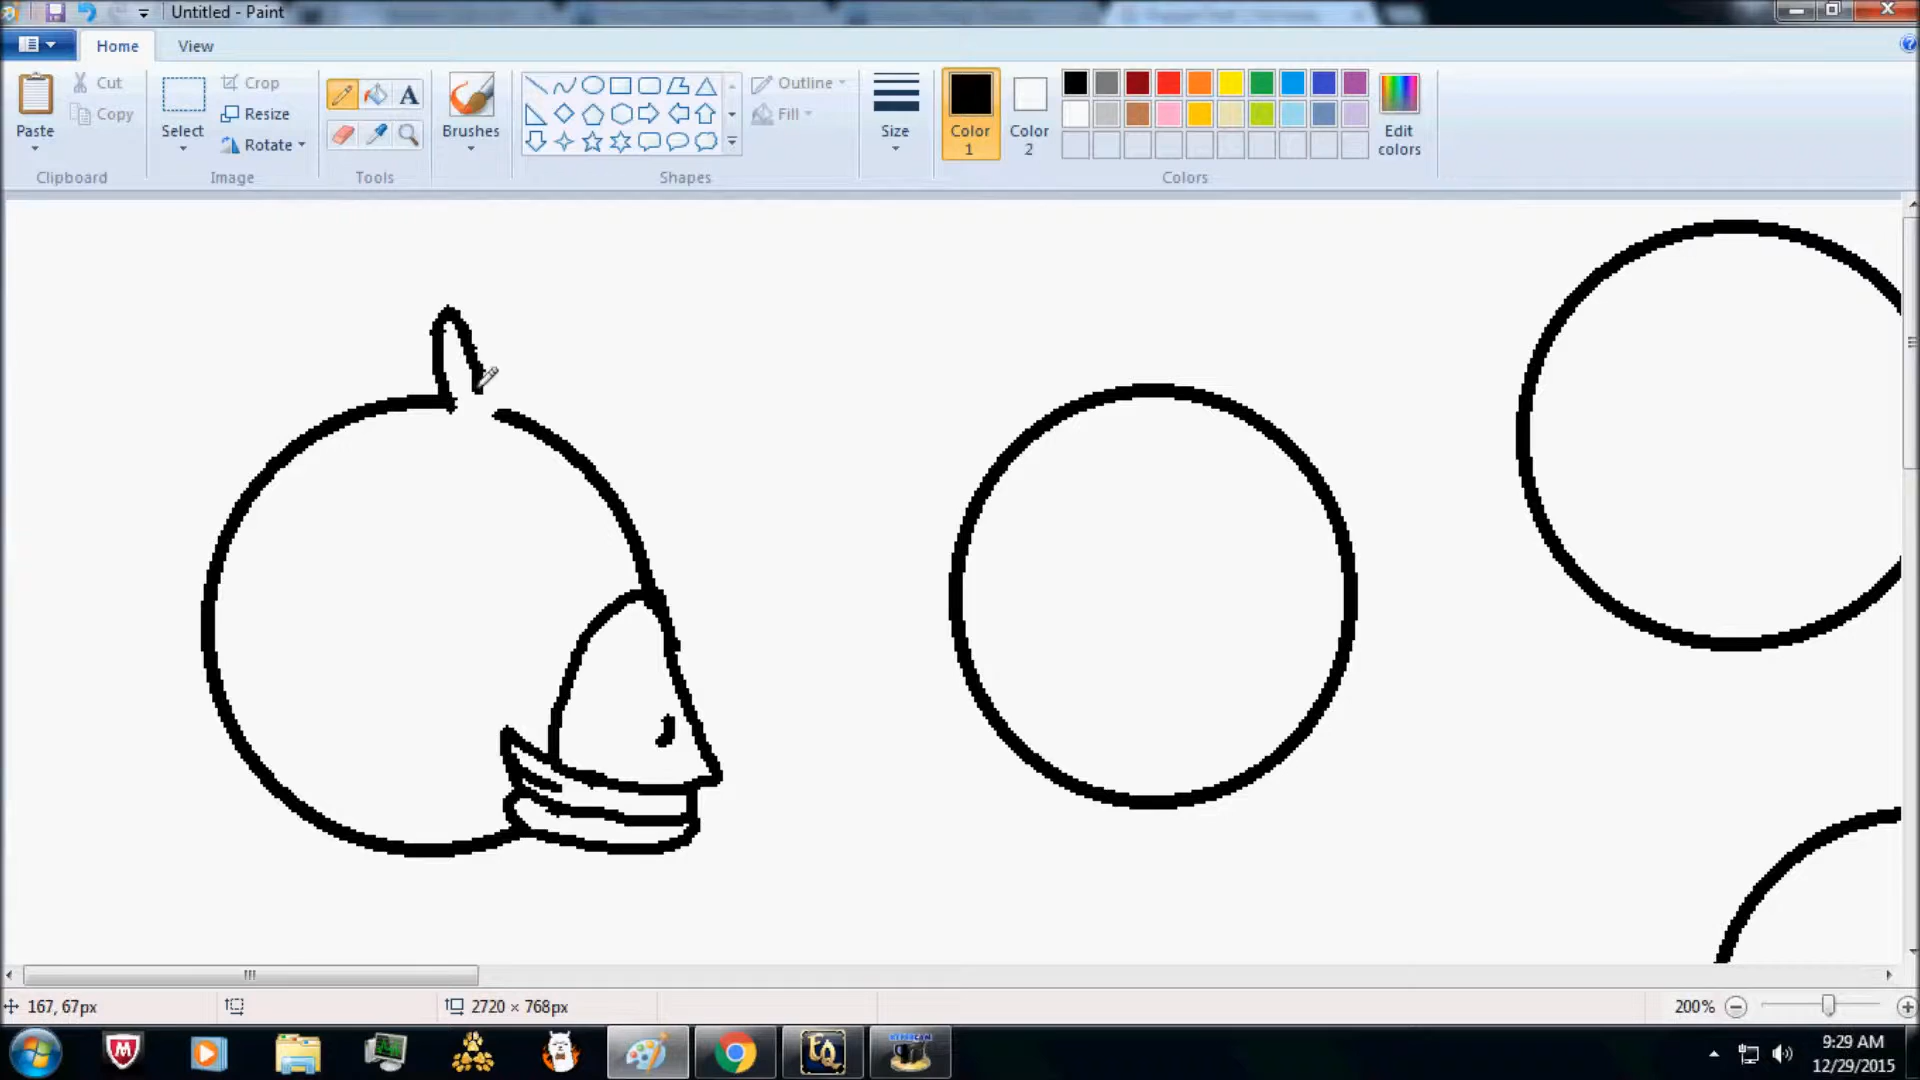 Untitled - Paint
Home View
Cut
Copy
Paste
Clipboard
Select
Crop
Resize
Rotate
Image
Tools
Brushes
Shapes
Outline
Fill
Size
Color
1
Color
2
Edit
colors
Colors
167, 67px
2720 × 768px
200%
EQ
9:29 AM
12/29/2015